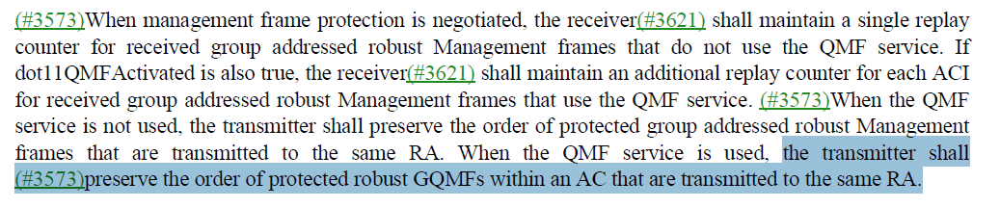 (#3573)When management frame protection is negotiated, the receiver(#3621) shall maintain a single replay
counter for received group addressed robust Management frames that do not use the QMF service. If
dot11QMFActivated is also true, the receiver(#3621) shall maintain an additional replay counter for each ACI
for received group addressed robust Management frames that use the QMF service. (#3573)When the QMF
service is not used, the transmitter shall preserve the order of protected group addressed robust Management
frames that are transmitted to the same RA. When the QMF service is used, the transmitter shall
(#3573)preserve the order of protected robust GQMFs within an AC that are transmitted to the same RA.